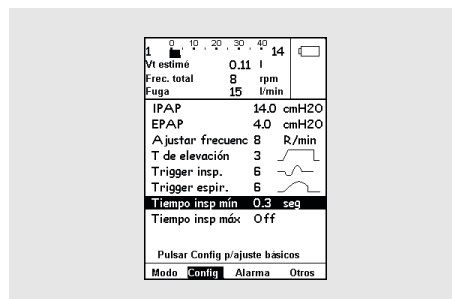 0 10 20 30 40
1 14
Vt estimé 0.11 l
Frec. total 8 rpm
Fuga 15 l/min
IPAP 14.0 cmH2O
EPAP 4.0 cmH2O
Ajustar frecuenc 8 R/min
T de elevación 3
Trigger insp. 6
Trigger espir. 6
Tiempo insp mín 0.3 seg
Tiempo insp máx Off
Pulsar Config p/ajuste básicos
Modo Config Alarma Otros